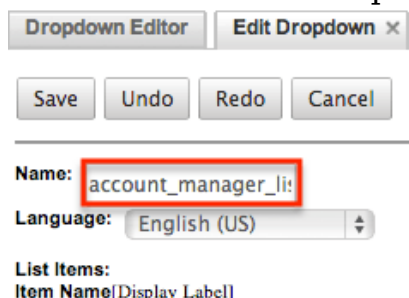 Dropdown Editor Edit Dropdown ×
Save Undo Redo Cancel
Name: account_manager_lis
Language: English (US)
List Items:
Item Name[Display Label]